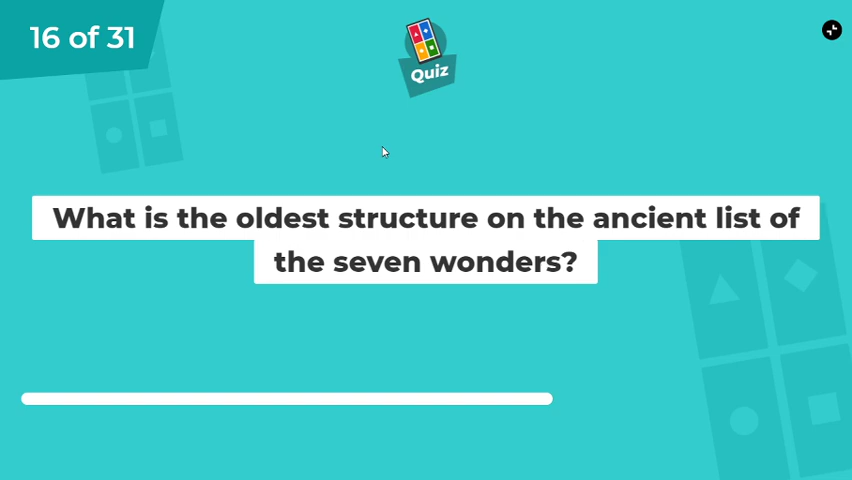 16 of 31
Quiz
What is the oldest structure on the ancient list of
the seven wonders?